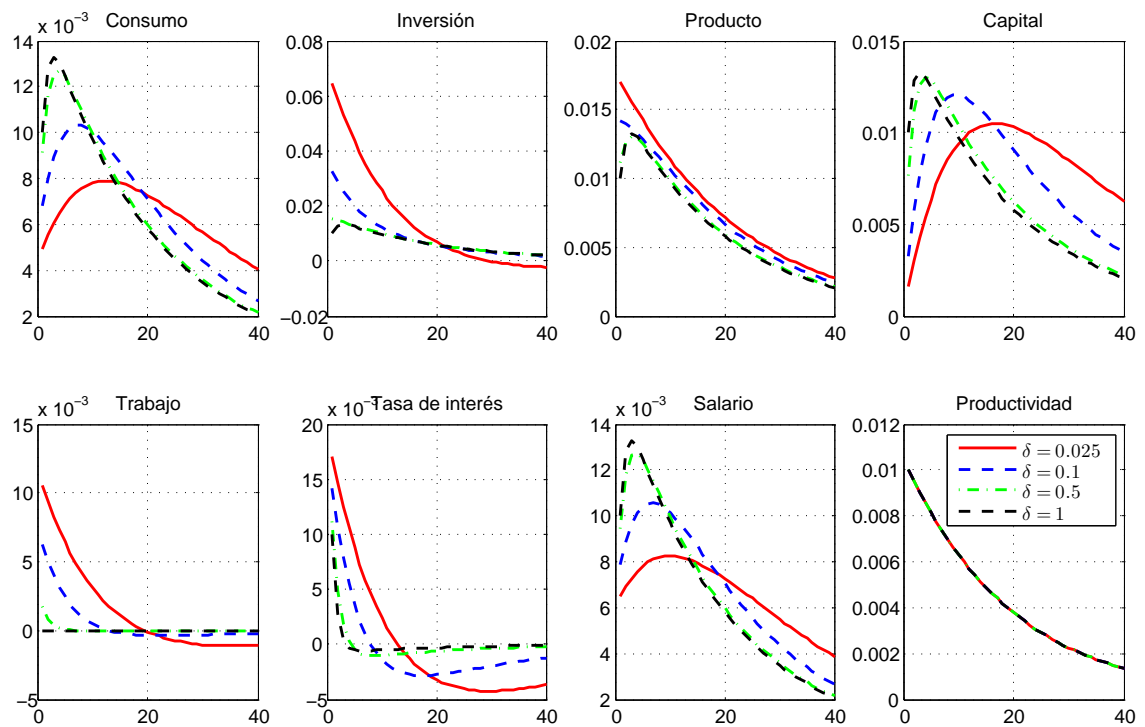 Consumo
x 10⁻³
14
12
10
8
6
4
2
0 20 40
Inversión
0.08
0.06
0.04
0.02
0
−0.02
0 20 40
Producto
0.02
0.015
0.01
0.005
0
0 20 40
Capital
0.015
0.01
0.005
0
0 20 40
Trabajo
x 10⁻³
15
10
5
0
−5
0 20 40
Tasa de interés
x 10⁻³
20
15
10
5
0
−5
0 20 40
Salario
x 10⁻³
14
12
10
8
6
4
2
0 20 40
Productividad
0.012
0.01
0.008
0.006
0.004
0.002
0.000
0 20 40
δ = 0.025
δ = 0.1
δ = 0.5
δ = 1